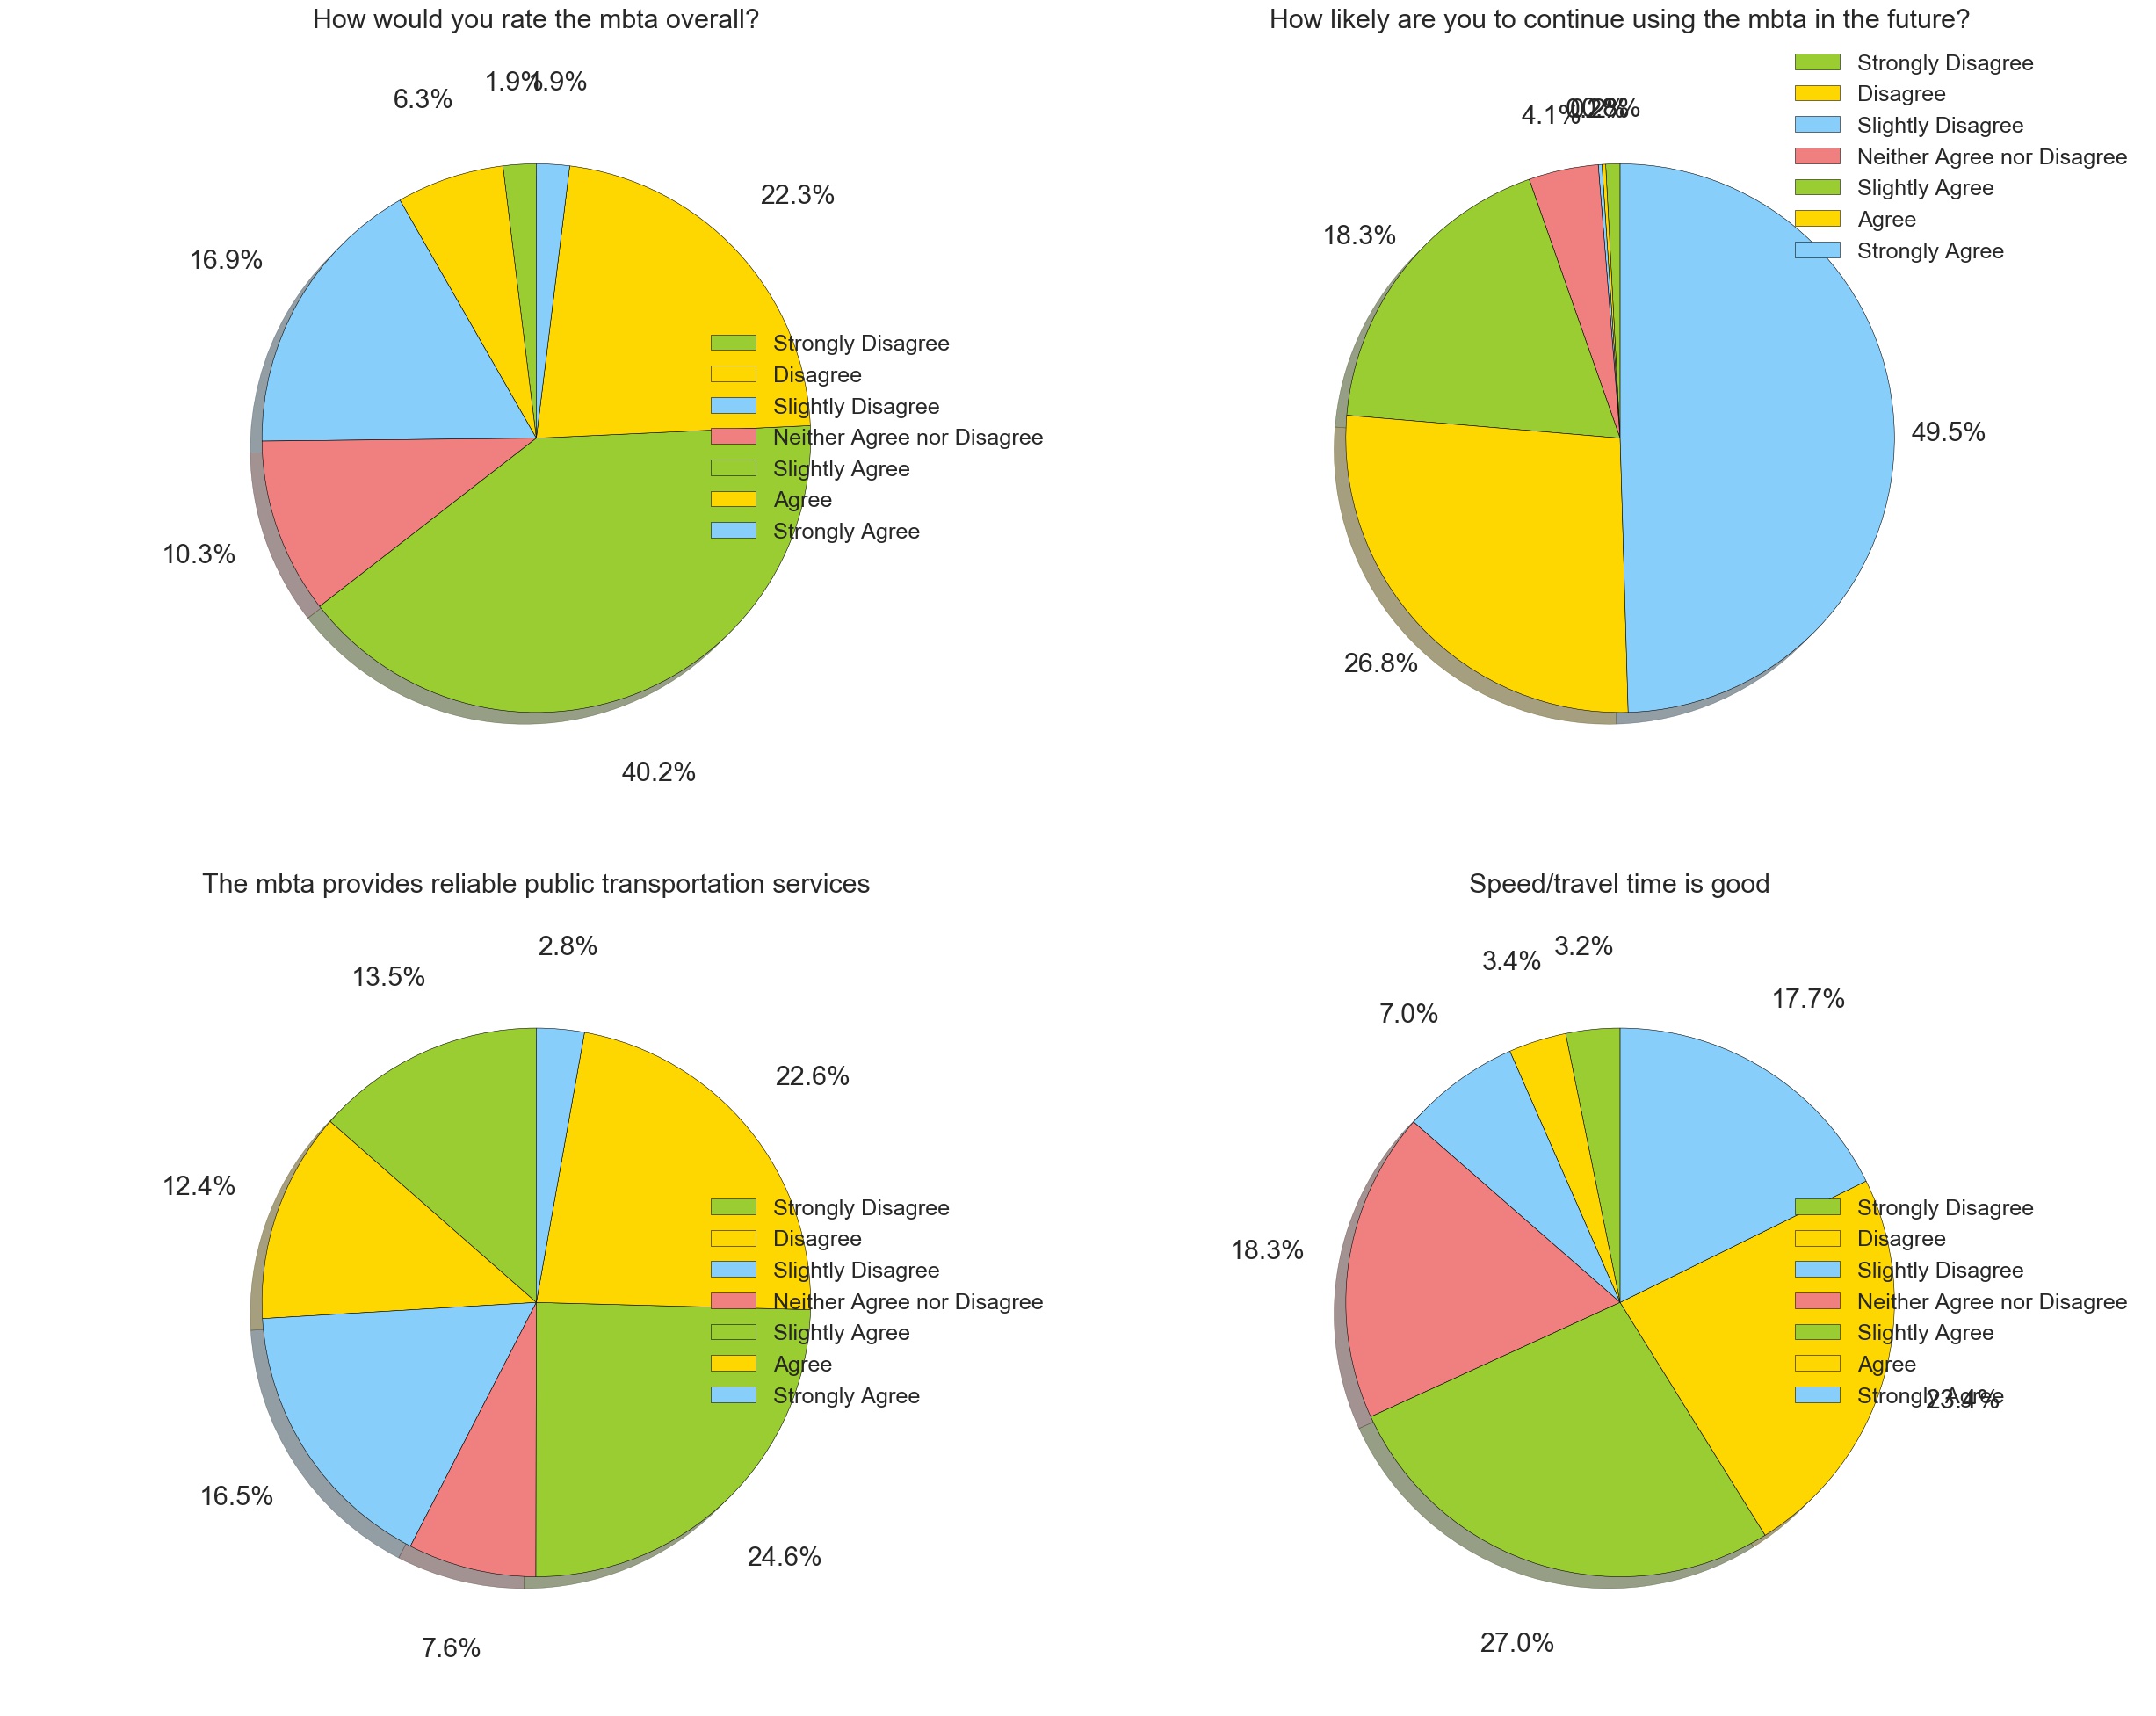 How would you rate the mbta overall?
1.9%
1.9%
6.3%
22.3%
16.9%
10.3%
40.2%
Strongly Disagree
Disagree
Slightly Disagree
Neither Agree nor Disagree
Slightly Agree
Agree
Strongly Agree
How likely are you to continue using the mbta in the future?
4.1%
18.3%
49.5%
26.8%
Strongly Disagree
Disagree
Slightly Disagree
Neither Agree nor Disagree
Slightly Agree
Agree
Strongly Agree
The mbta provides reliable public transportation services
2.8%
13.5%
22.6%
12.4%
16.5%
24.6%
7.6%
Strongly Disagree
Disagree
Slightly Disagree
Neither Agree nor Disagree
Slightly Agree
Agree
Strongly Agree
Speed/travel time is good
3.2%
3.4%
17.7%
7.0%
18.3%
23.4%
27.0%
Strongly Disagree
Disagree
Slightly Disagree
Neither Agree nor Disagree
Slightly Agree
Agree
Strongly Agree